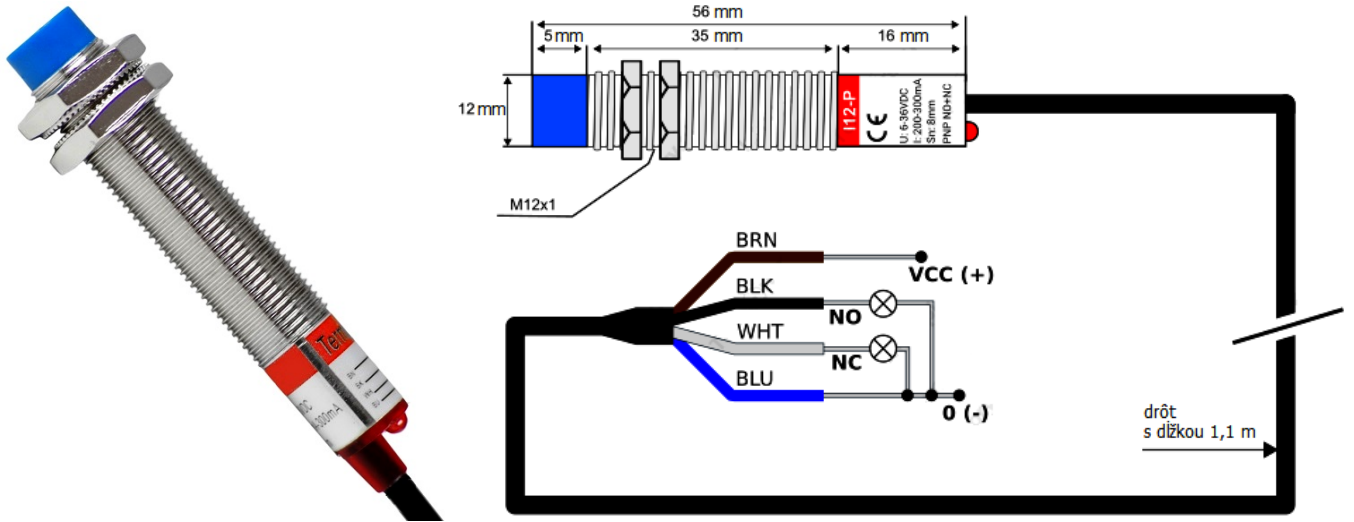 56 mm
5 mm
35 mm
16 mm
12 mm
I12-P
CE
U: 6-36VDC
I: 200-300mA
Sn: 8mm
PNP NO+NC
M12x1
BRN
VCC (+)
BLK
NO
WHT
NC
BLU
0 (-)
drôt
s dĺžkou 1,1 m